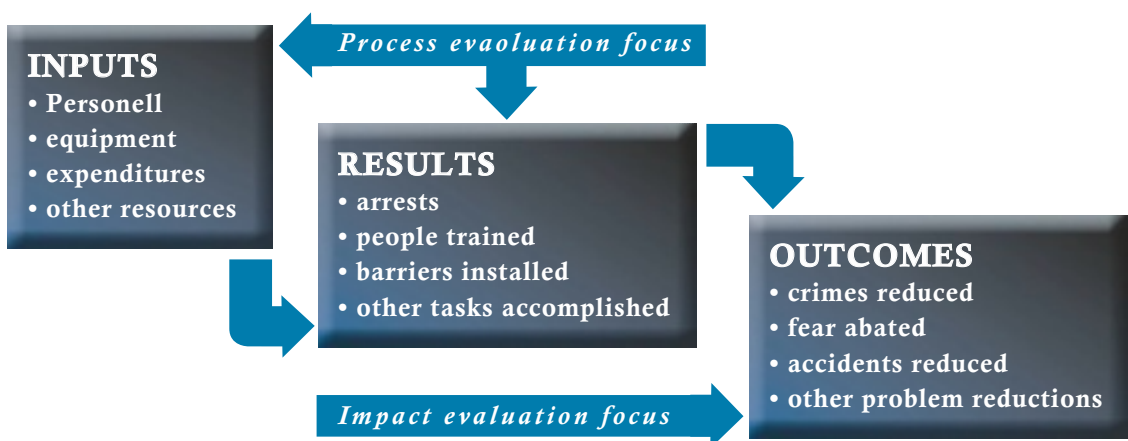 Process evaoluation focus
INPUTS
• Personell
• equipment
• expenditures
• other resources
RESULTS
• arrests
• people trained
• barriers installed
• other tasks accomplished
OUTCOMES
• crimes reduced
• fear abated
• accidents reduced
• other problem reductions
Impact evaluation focus